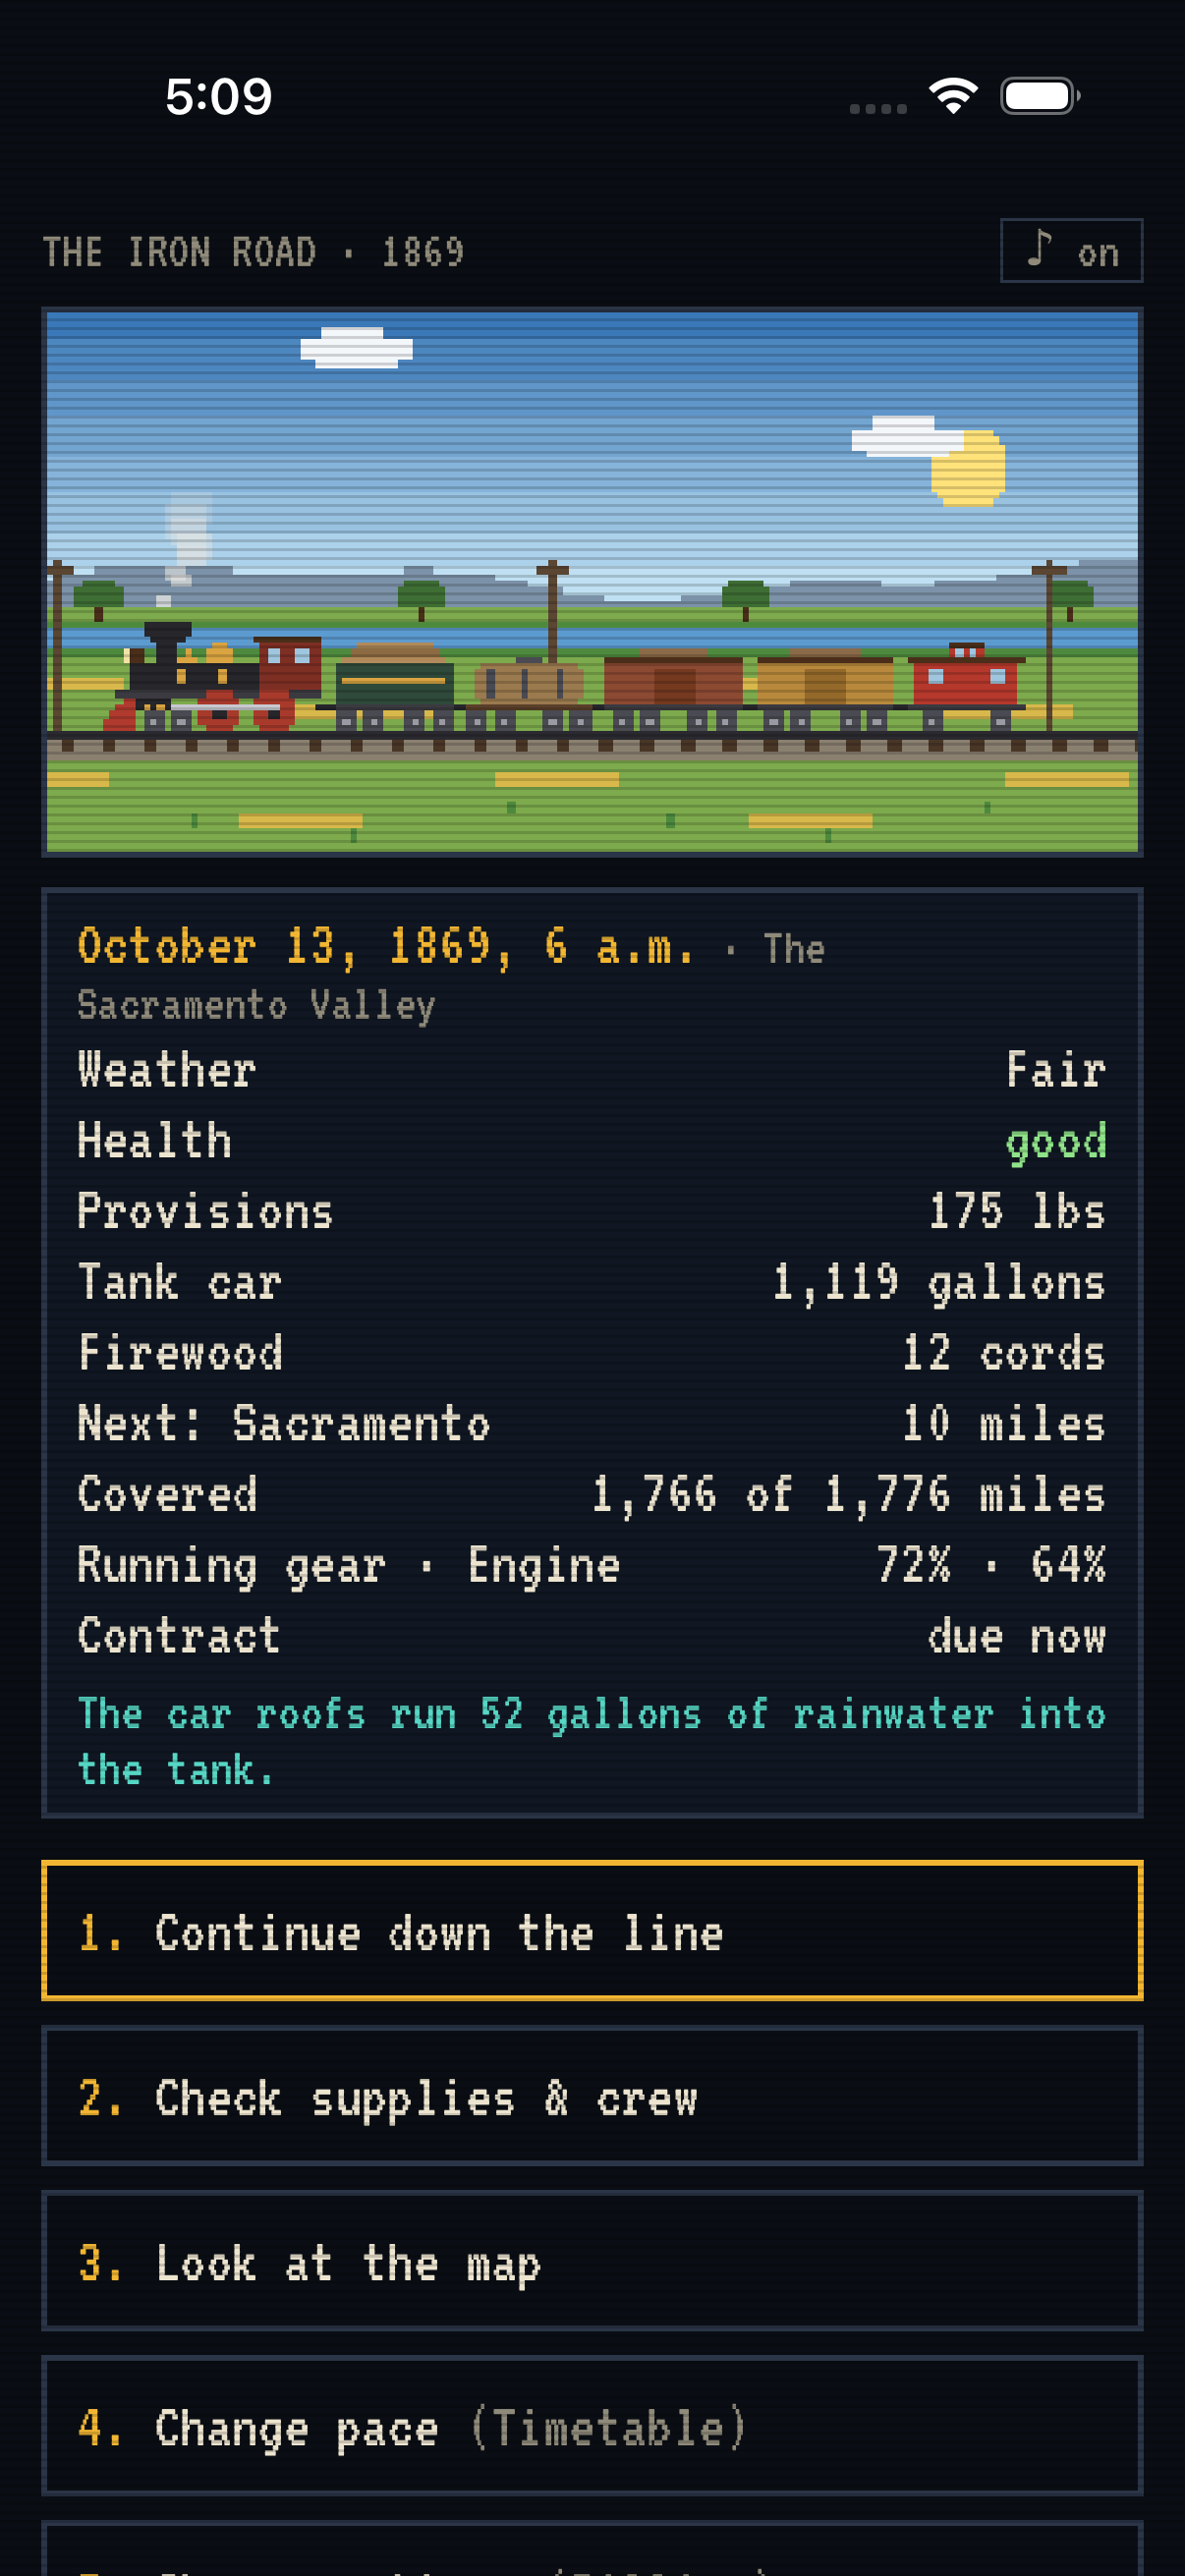 5:09
THE IRON ROAD · 1869
♪ on
October 13, 1869, 6 a.m. · The
Sacramento Valley
Weather Fair
Health good
Provisions 175 lbs
Tank car 1,119 gallons
Firewood 12 cords
Next: Sacramento 10 miles
Covered 1,766 of 1,776 miles
Running gear · Engine 72% · 64%
Contract due now
The car roofs run 52 gallons of rainwater into
the tank.
1. Continue down the line
2. Check supplies & crew
3. Look at the map
4. Change pace (Timetable)